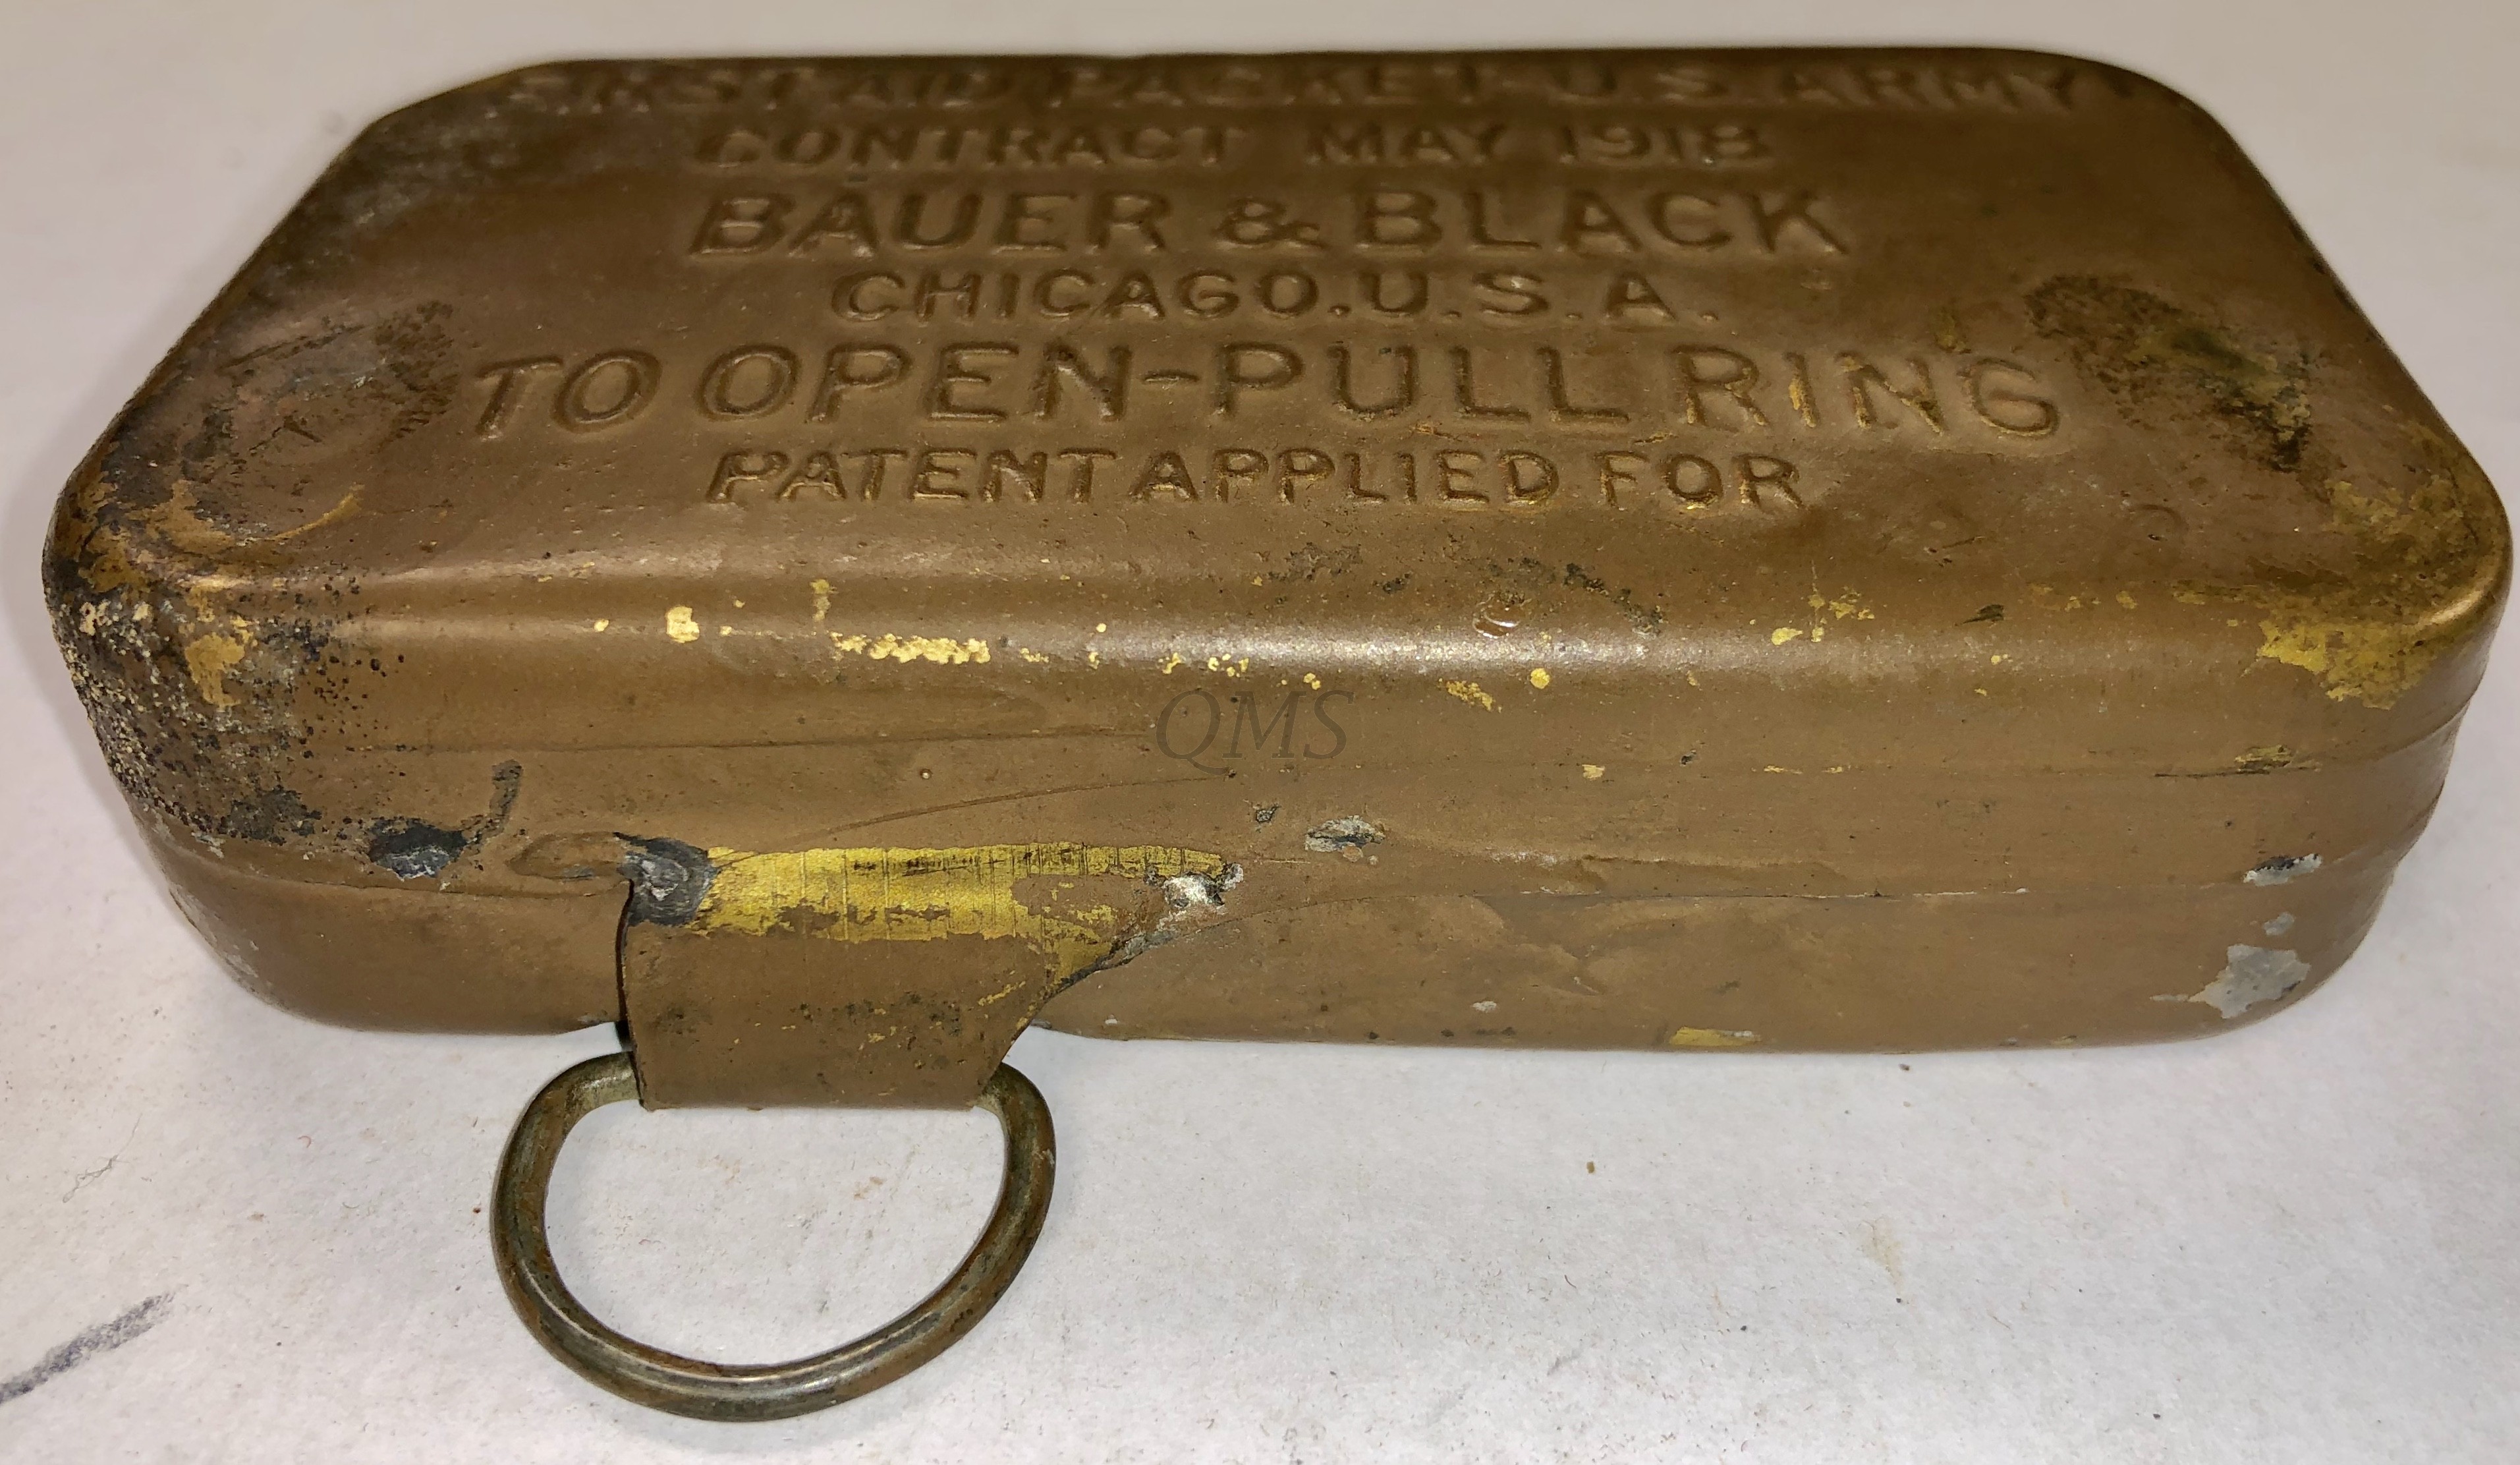 FIRST AID PACKET-U.S. ARMY
CONTRACT MAY 1918
BAUER & BLACK
CHICAGO.U.S.A.
TO OPEN-PULL RING
PATENT APPLIED FOR
QMS